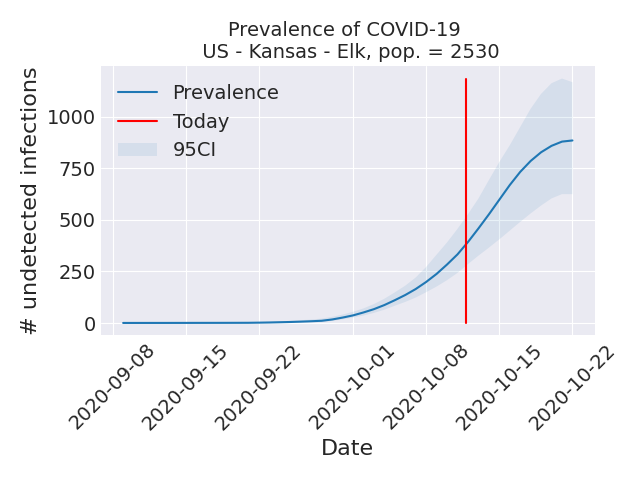 Prevalence of COVID-19
US - Kansas - Elk, pop. = 2530
# undetected infections
1000
750
500
250
0
Prevalence
Today
95CI
2020-09-08
2020-09-15
2020-09-22
2020-10-01
2020-10-08
2020-10-15
2020-10-22
Date